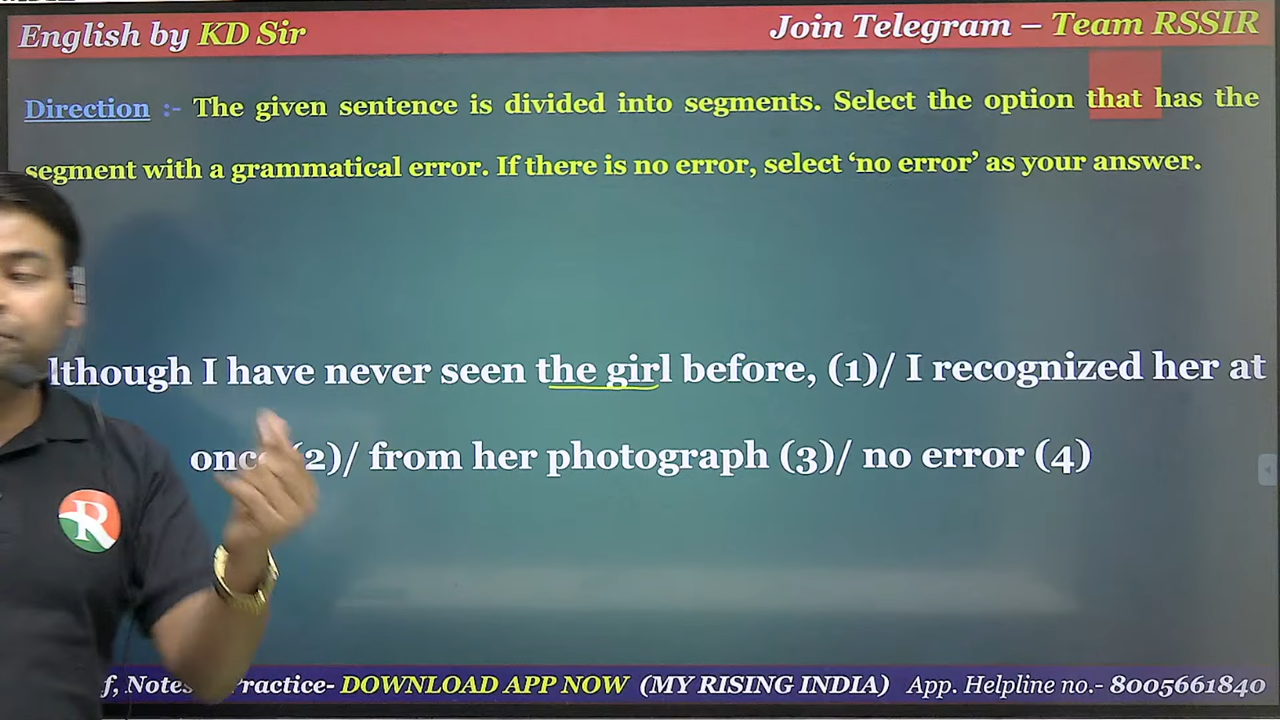 English by KD Sir
Join Telegram – Team RSSIR
Direction :- The given sentence is divided into segments. Select the option that has the
segment with a grammatical error. If there is no error, select ‘no error’ as your answer.
lthough I have never seen the girl before, (1)/ I recognized her at
once (2)/ from her photograph (3)/ no error (4)
R
f, Notes Practice- DOWNLOAD APP NOW (MY RISING INDIA) App. Helpline no.- 8005661840